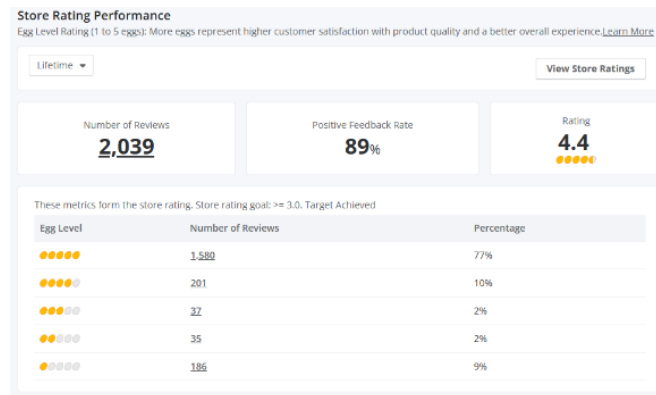 Store Rating Performance
Egg Level Rating (1 to 5 eggs): More eggs represent higher customer satisfaction with product quality and a better overall experience.Learn More
Lifetime
View Store Ratings
Number of Reviews
2,039
Positive Feedback Rate
89%
Rating
4.4
These metrics form the store rating. Store rating goal: >= 3.0. Target Achieved
Egg Level Number of Reviews Percentage
1,580 77%
201 10%
37 2%
35 2%
186 9%